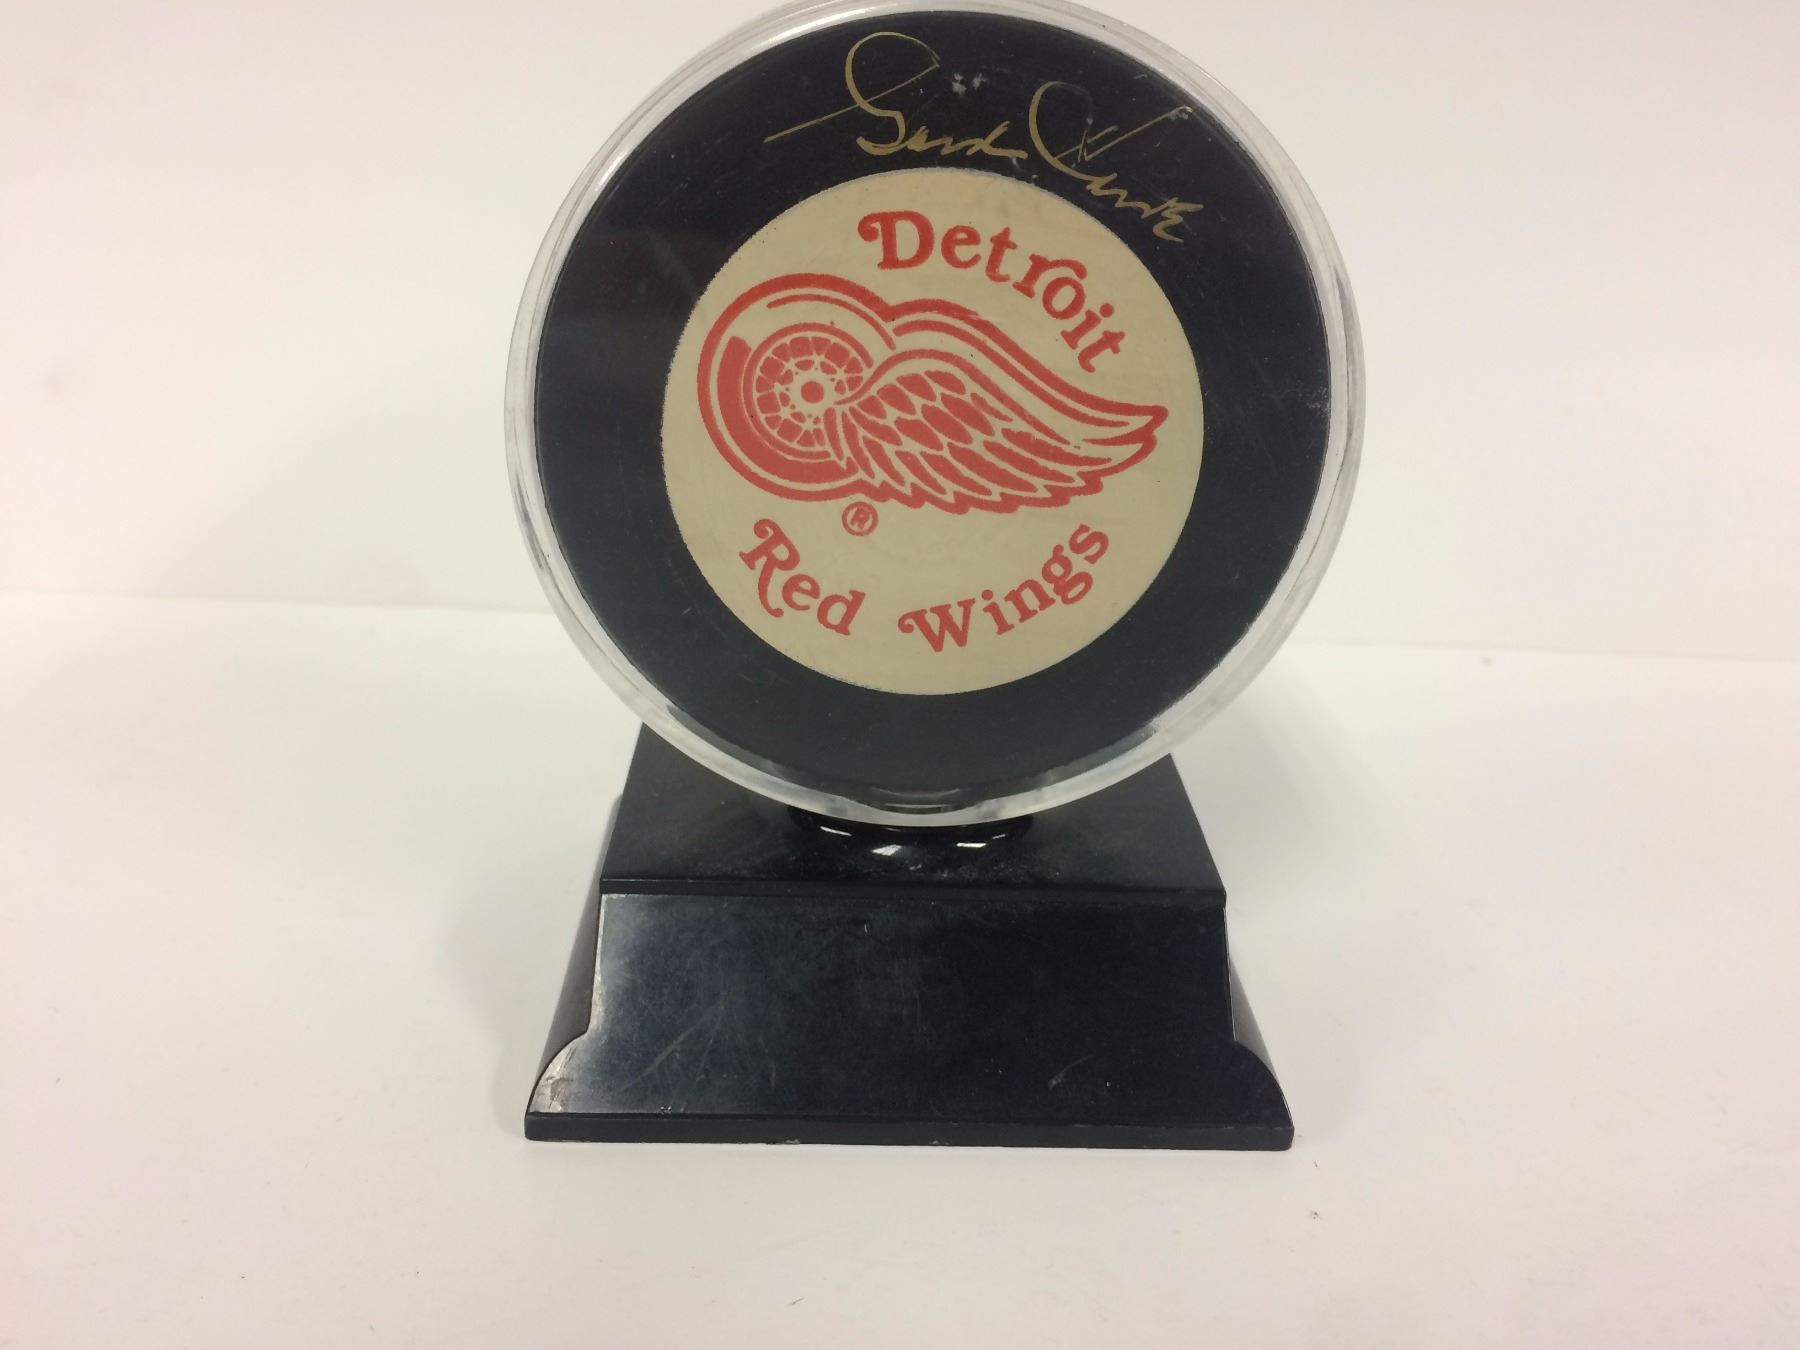 Detroit
®
Red Wings